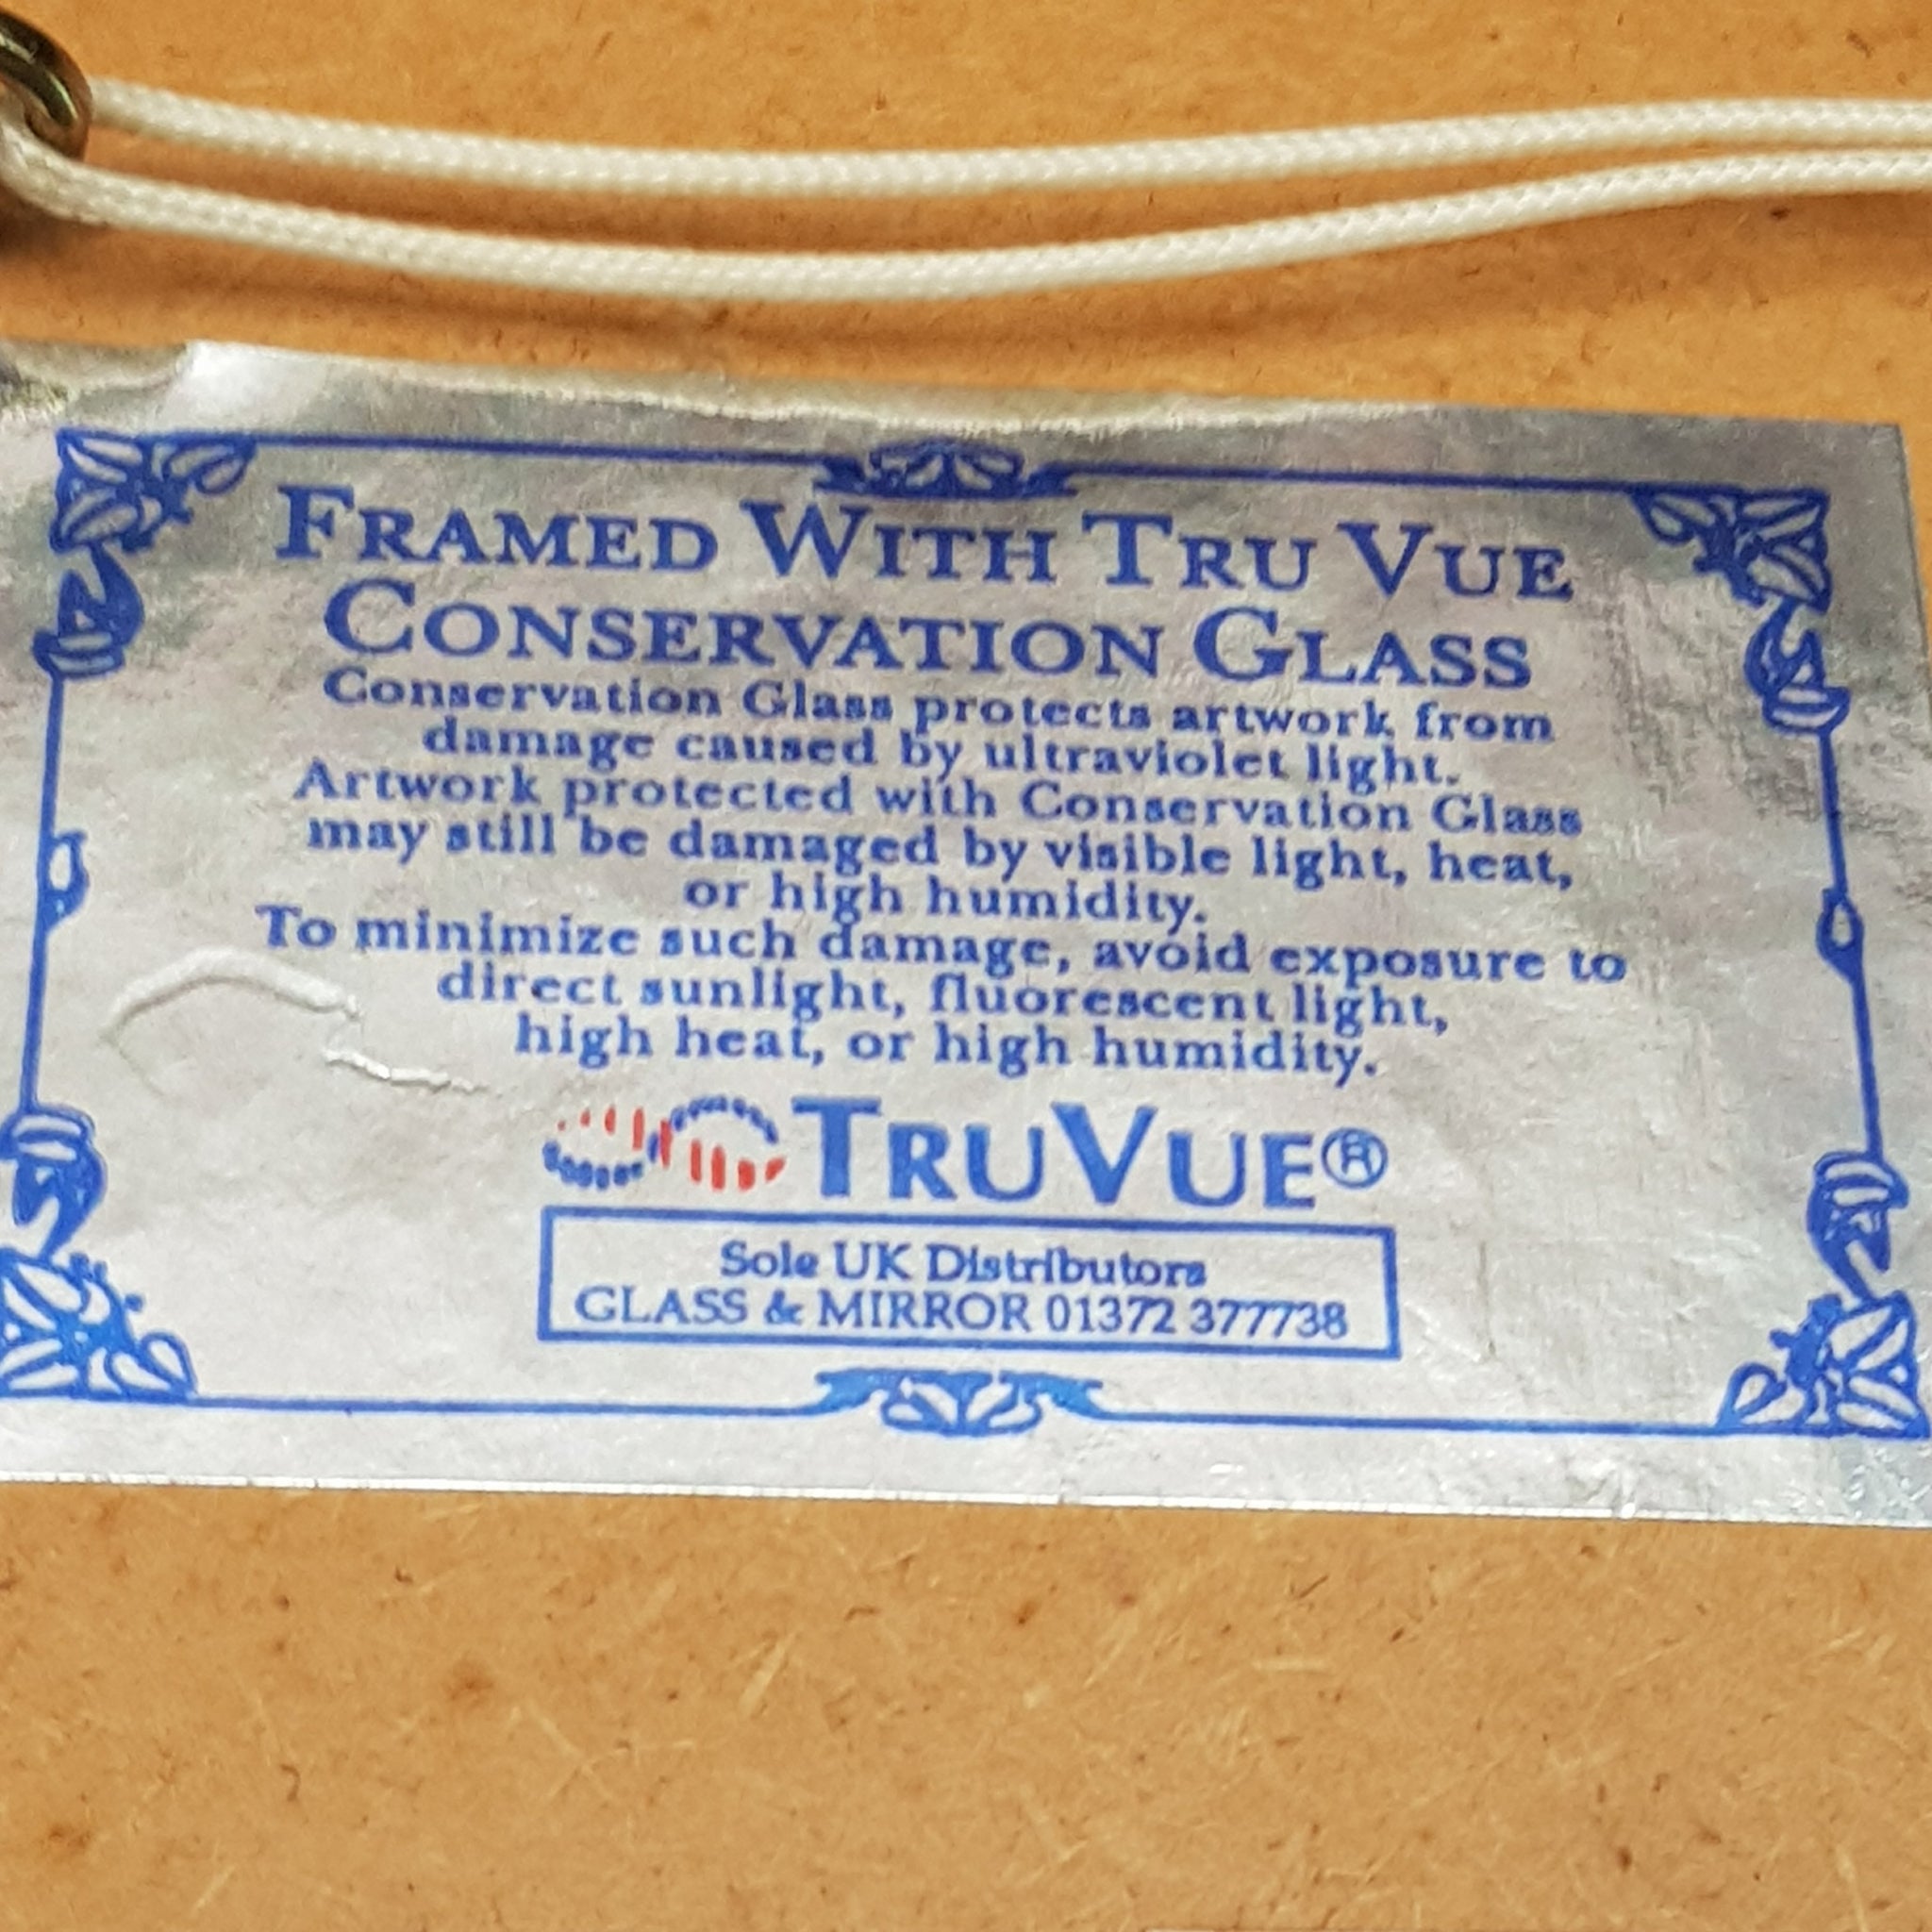 FRAMED WITH TRU VUE
CONSERVATION GLASS
Conservation Glass protects artwork from
damage caused by ultraviolet light.
Artwork protected with Conservation Glass
may still be damaged by visible light, heat,
or high humidity.
To minimize such damage, avoid exposure to
direct sunlight, fluorescent light,
high heat, or high humidity.
TRUVUE®
Sole UK Distributors
GLASS & MIRROR 01372 377738